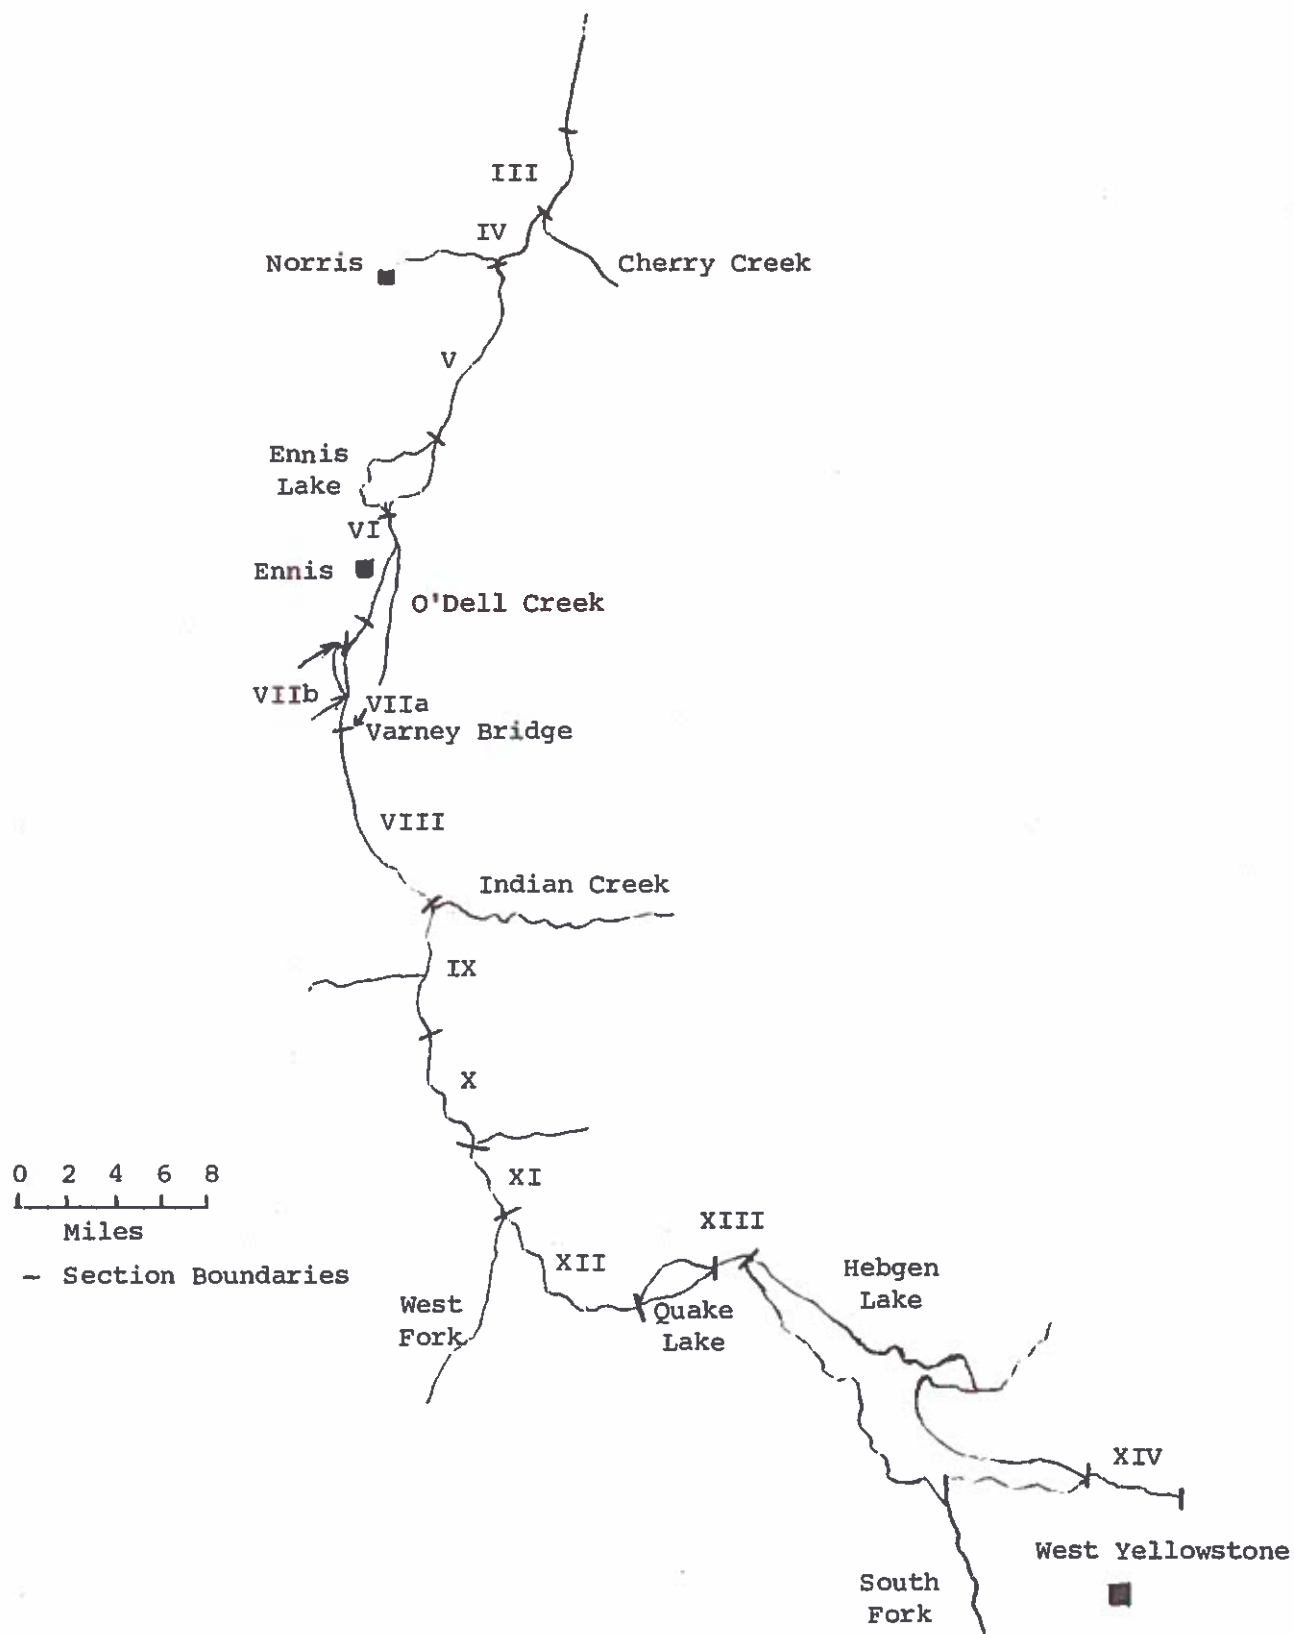 III
IV
Norris
Cherry Creek
V
Ennis
Lake
VI
Ennis
O'Dell Creek
VIIb
VIIa
Varney Bridge
VIII
Indian Creek
IX
X
0 2 4 6 8
Miles
- Section Boundaries
XI
XII
XIII
West
Fork
Quake
Lake
Hebgen
Lake
XIV
West Yellowstone
South
Fork